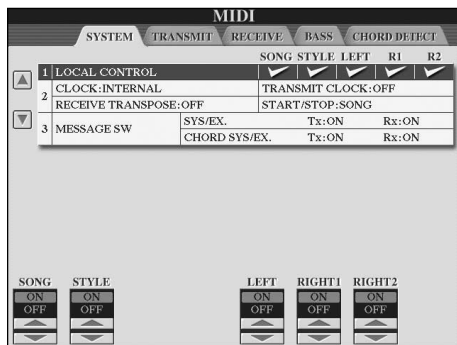 MIDI
SYSTEM TRANSMIT RECEIVE BASS CHORD DETECT
SONG STYLE LEFT R1 R2
1 LOCAL CONTROL
2 CLOCK:INTERNAL TRANSMIT CLOCK:OFF
RECEIVE TRANSPOSE:OFF START/STOP:SONG
3 MESSAGE SW SYS/EX. Tx:ON Rx:ON
CHORD SYS/EX. Tx:ON Rx:ON
SONG STYLE LEFT RIGHT1 RIGHT2
ON ON ON ON ON
OFF OFF OFF OFF OFF